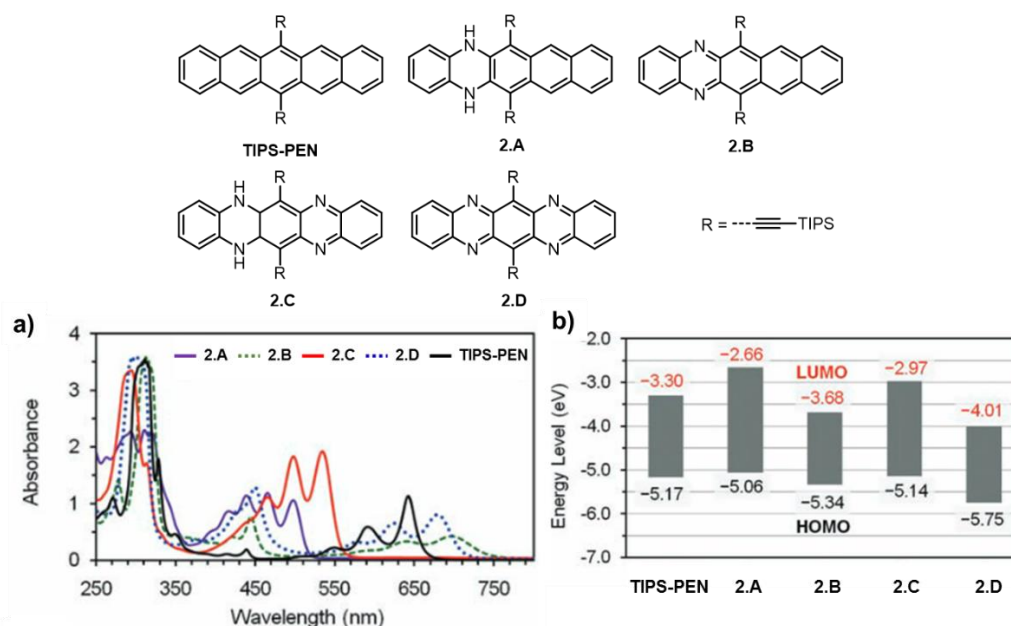 R
H
N
R
N
R
N
H
R
N
R
R
TIPS-PEN
2.A
2.B
H
N
R
N
N
R
N
R = TIPS
N
H
R
N
N
R
N
2.C
2.D
a)
2.A 2.B 2.C 2.D TIPS-PEN
4
3
2
1
0
Absorbance
250 350 450 550 650 750
Wavelength (nm)
b)
-2.0
-3.0
-4.0
-5.0
-6.0
-7.0
Energy Level (eV)
−2.66
LUMO
−2.97
−3.30
−3.68
−4.01
−5.17
−5.06
−5.34
−5.14
HOMO
−5.75
TIPS-PEN 2.A 2.B 2.C 2.D